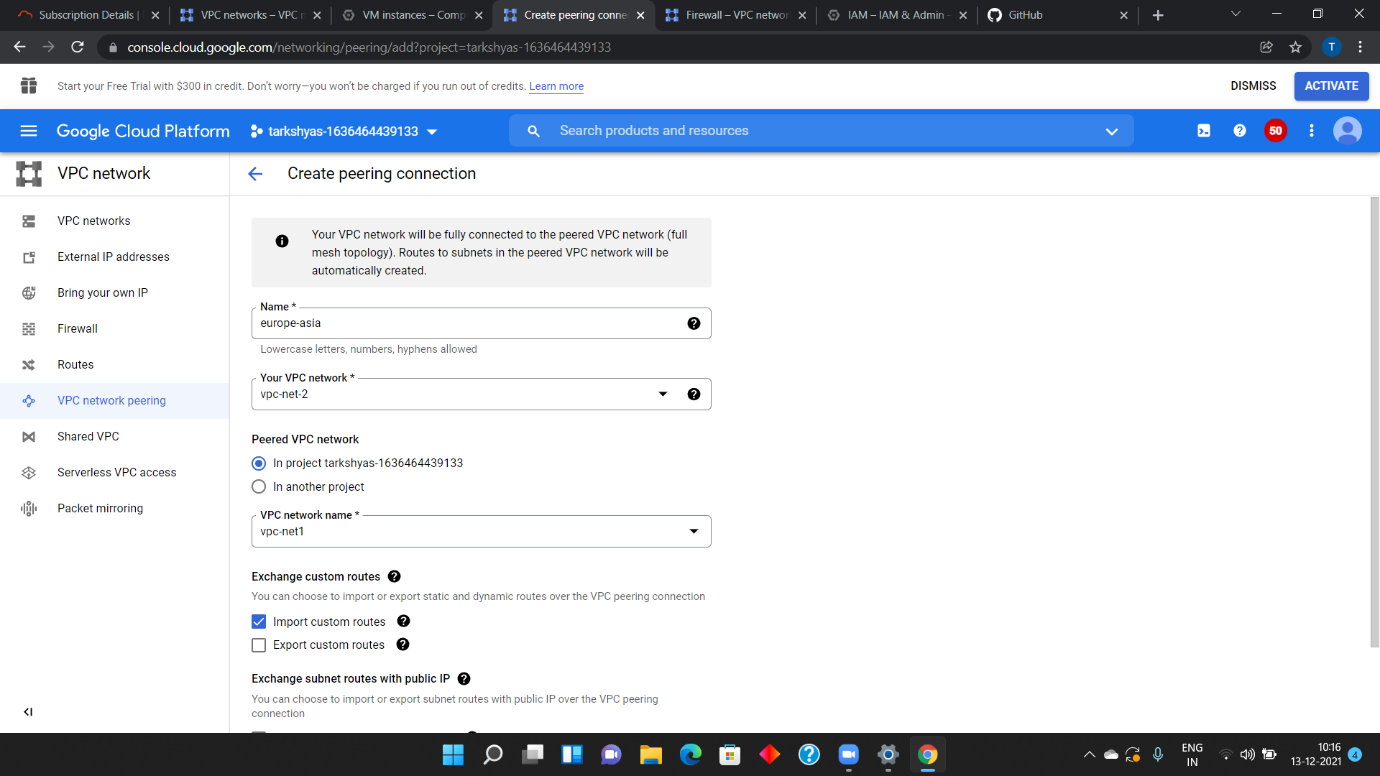 Subscription Details |
VPC networks – VPC n
VM instances – Comp
Create peering conne
Firewall – VPC networ
IAM – IAM & Admin –
GitHub
console.cloud.google.com/networking/peering/add?project=tarkshyas-1636464439133
T
Start your Free Trial with $300 in credit. Don't worry—you won't be charged if you run out of credits. Learn more
DISMISS
ACTIVATE
Google Cloud Platform
tarkshyas-1636464439133
Search products and resources
50
VPC network
Create peering connection
VPC networks
External IP addresses
Bring your own IP
Firewall
Routes
VPC network peering
Shared VPC
Serverless VPC access
Packet mirroring
Your VPC network will be fully connected to the peered VPC network (full
mesh topology). Routes to subnets in the peered VPC network will be
automatically created.
Name *
europe-asia
Lowercase letters, numbers, hyphens allowed
Your VPC network *
vpc-net-2
Peered VPC network
In project tarkshyas-1636464439133
In another project
VPC network name *
vpc-net1
Exchange custom routes
You can choose to import or export static and dynamic routes over the VPC peering connection
Import custom routes
Export custom routes
Exchange subnet routes with public IP
You can choose to import or export subnet routes with public IP over the VPC peering
connection
ENG
IN
10:16
13-12-2021
4